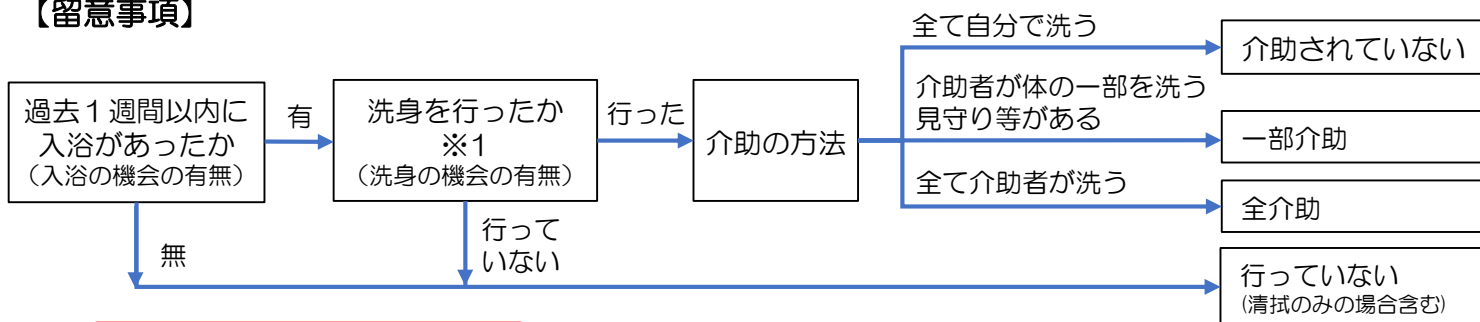 【留意事項】
過去1週間以内に
入浴があったか
（入浴の機会の有無）
有
無
洗身を行ったか
※1
（洗身の機会の有無）
行った
行って
いない
介助の方法
全て自分で洗う
介助されていない
介助者が体の一部を洗う
見守り等がある
一部介助
全て介助者が洗う
全介助
行っていない
(清拭のみの場合含む)